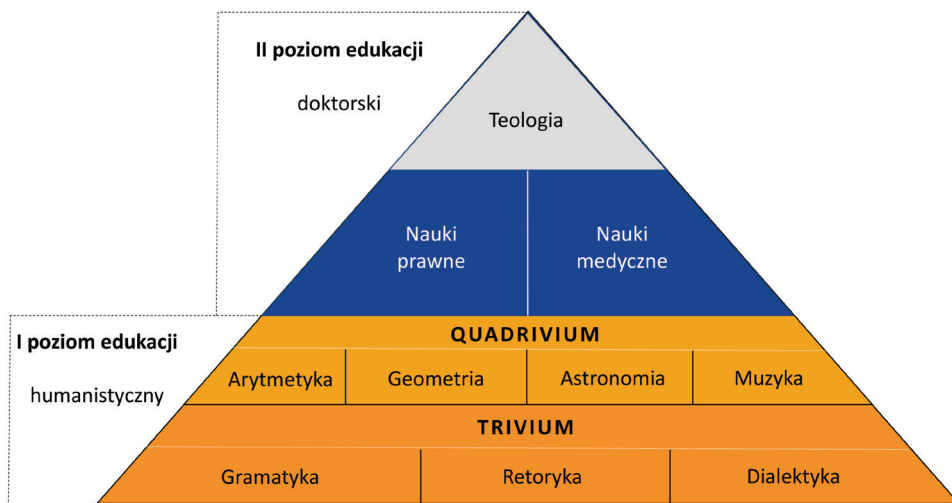 II poziom edukacji
doktorski
Teologia
Nauki
prawne
Nauki
medyczne
I poziom edukacji
humanistyczny
QUADRIVIUM
Arytmetyka
Geometria
Astronomia
Muzyka
TRIVIUM
Gramatyka
Retoryka
Dialektyka